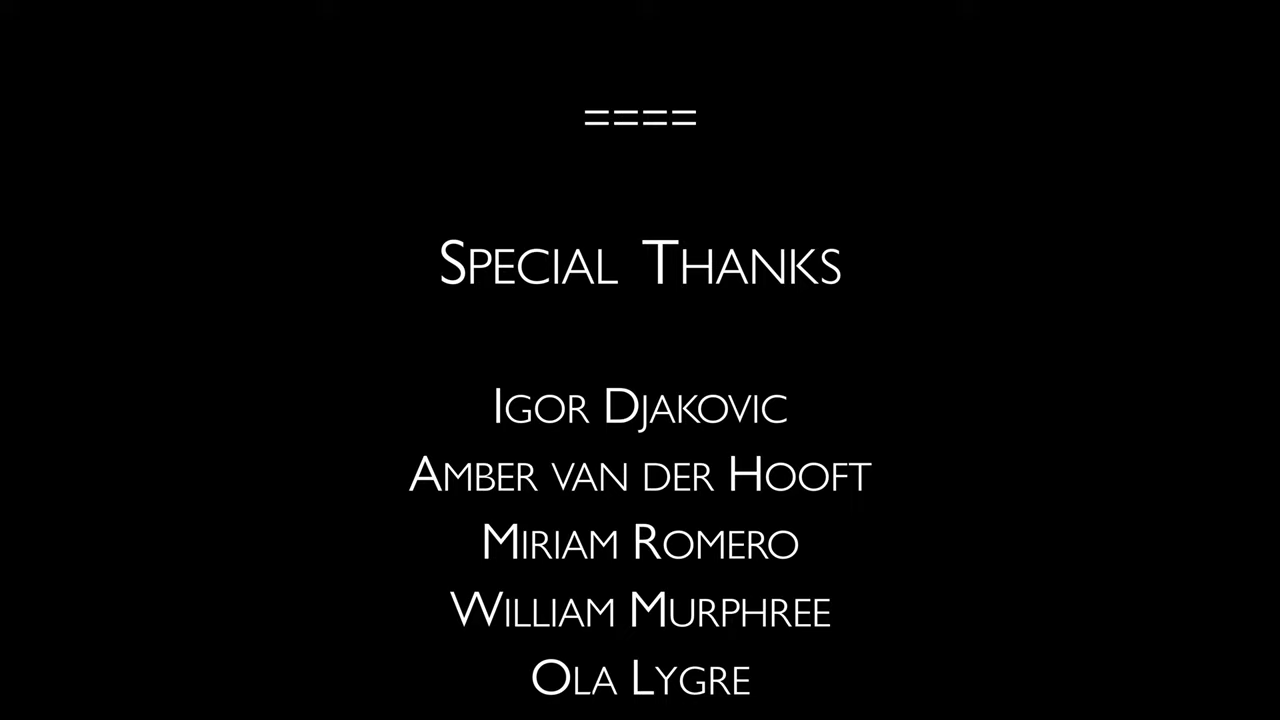 ====
Special Thanks
Igor Djakovic
Amber van der Hooft
Miriam Romero
William Murphree
Ola Lygre